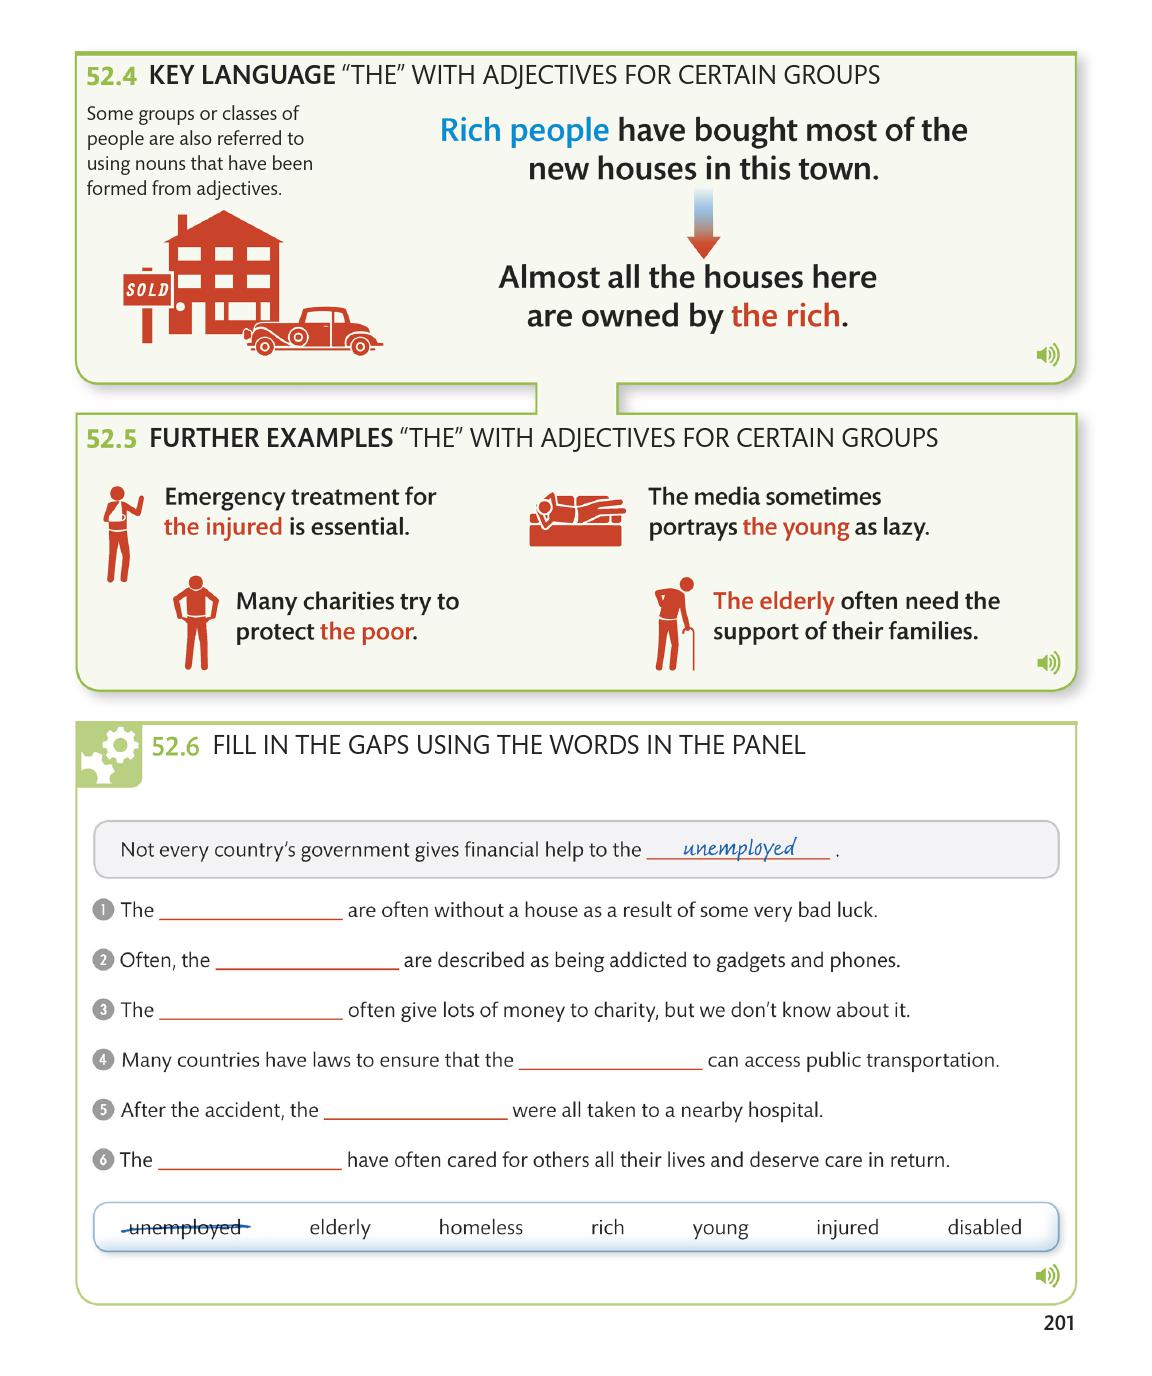 52.4 KEY LANGUAGE “THE” WITH ADJECTIVES FOR CERTAIN GROUPS
Some groups or classes of
people are also referred to
using nouns that have been
formed from adjectives.
SOLD
Rich people have bought most of the
new houses in this town.
Almost all the houses here
are owned by the rich.
52.5 FURTHER EXAMPLES “THE” WITH ADJECTIVES FOR CERTAIN GROUPS
Emergency treatment for
the injured is essential.
The media sometimes
portrays the young as lazy.
Many charities try to
protect the poor.
The elderly often need the
support of their families.
52.6 FILL IN THE GAPS USING THE WORDS IN THE PANEL
Not every country’s government gives financial help to the unemployed .
1 The ____ are often without a house as a result of some very bad luck.
2 Often, the ____ are described as being addicted to gadgets and phones.
3 The ____ often give lots of money to charity, but we don’t know about it.
4 Many countries have laws to ensure that the ____ can access public transportation.
5 After the accident, the ____ were all taken to a nearby hospital.
6 The ____ have often cared for others all their lives and deserve care in return.
unemployed elderly homeless rich young injured disabled
201